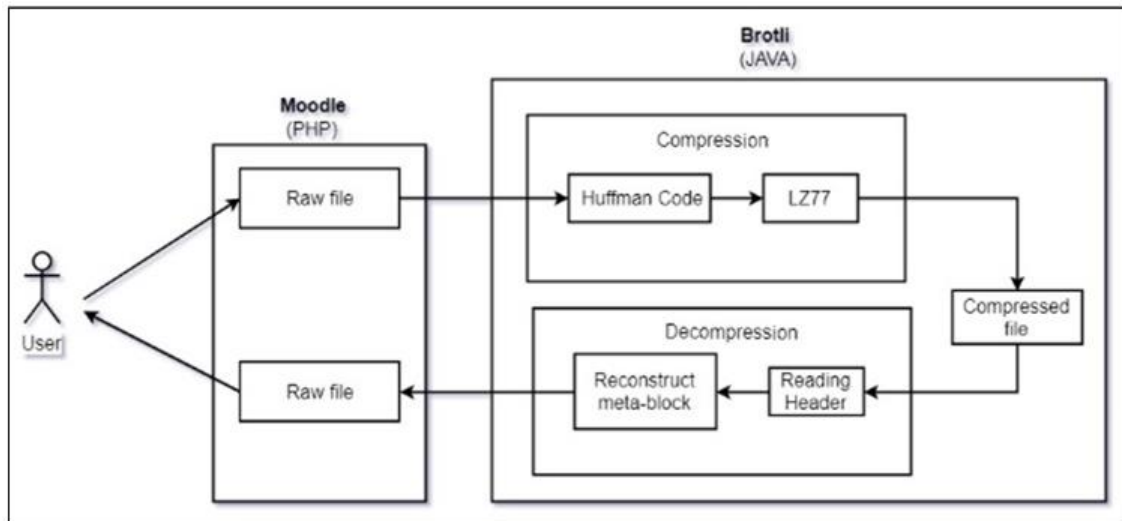 Brotli
(JAVA)
Moodle
(PHP)
Compression
Raw file
Huffman Code
LZ77
User
Compressed
file
Decompression
Raw file
Reconstruct
meta-block
Reading
Header